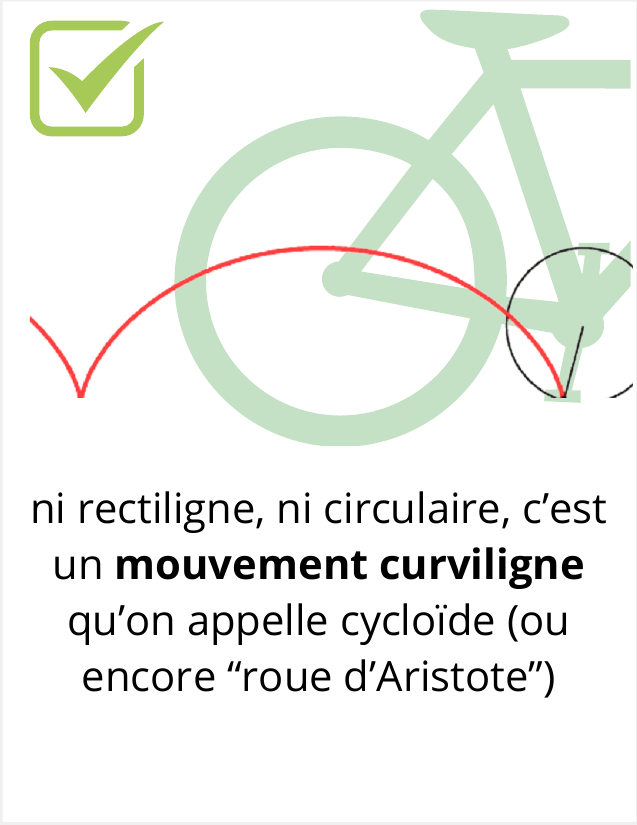 ni rectiligne, ni circulaire, c’est
un mouvement curviligne
qu’on appelle cycloïde (ou
encore “roue d’Aristote”)